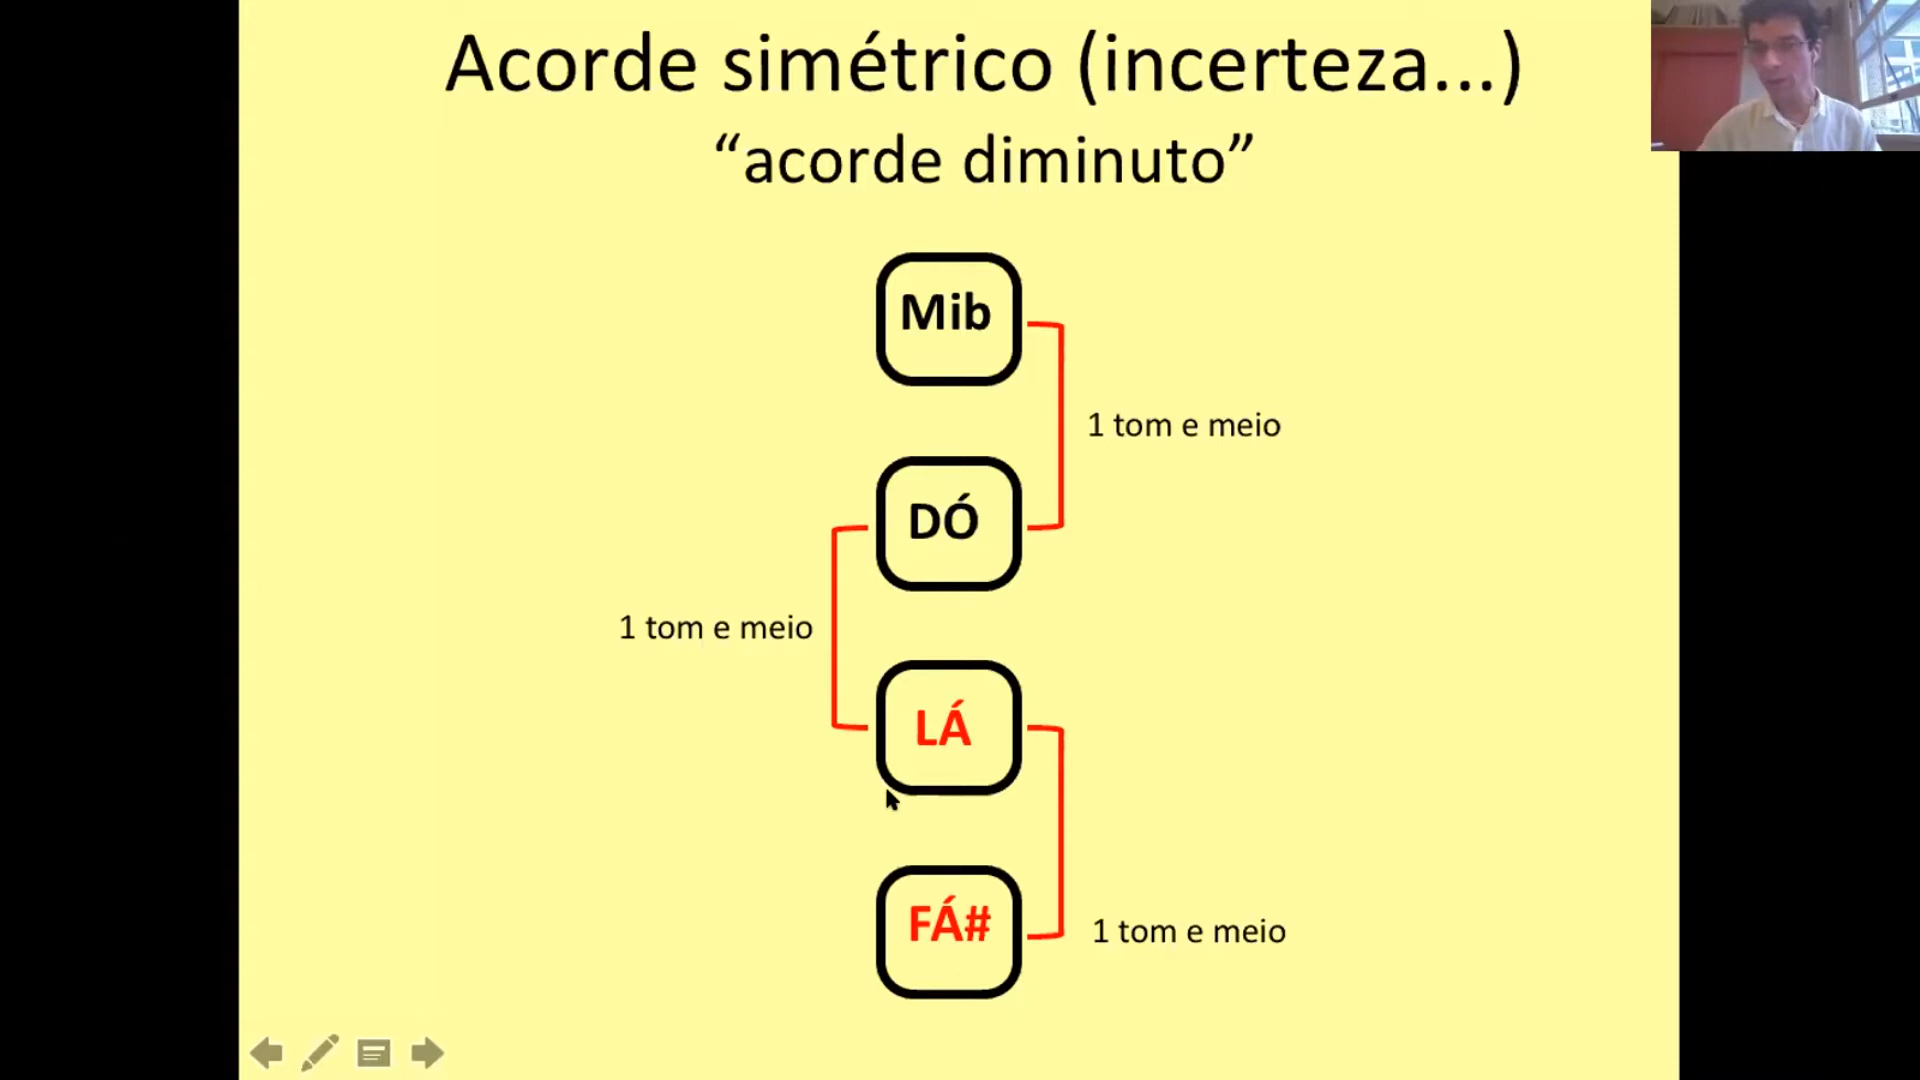 Acorde simétrico (incerteza...)
“acorde diminuto”
Mib
1 tom e meio
DÓ
1 tom e meio
LÁ
FÁ#
1 tom e meio